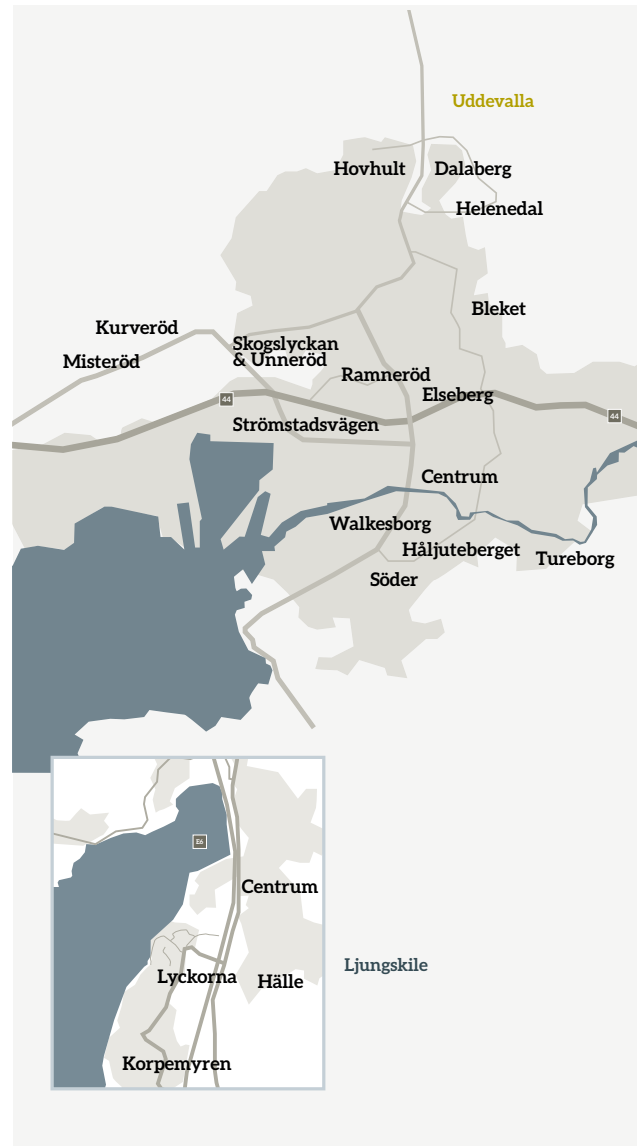 Uddevalla
Hovhult
Dalaberg
Helenedal
Bleket
Kurveröd
Skogslyckan
& Unneröd
Misteröd
Ramneröd
Elseberg
44
44
Strömstadsvägen
Centrum
Walkesborg
Håljuteberget
Tureborg
Söder
E6
Centrum
Ljungskile
Lyckorna
Hälle
Korpemyren